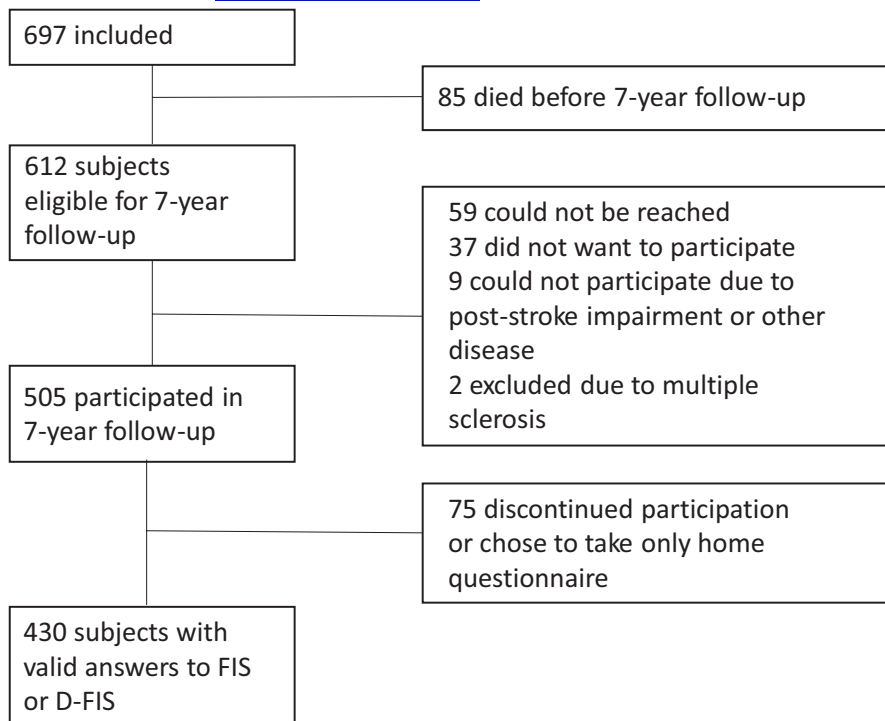 697 included
85 died before 7-year follow-up
612 subjects
eligible for 7-year
follow-up
59 could not be reached
37 did not want to participate
9 could not participate due to
post-stroke impairment or other
disease
2 excluded due to multiple
sclerosis
505 participated in
7-year follow-up
75 discontinued participation
or chose to take only home
questionnaire
430 subjects with
valid answers to FIS
or D-FIS